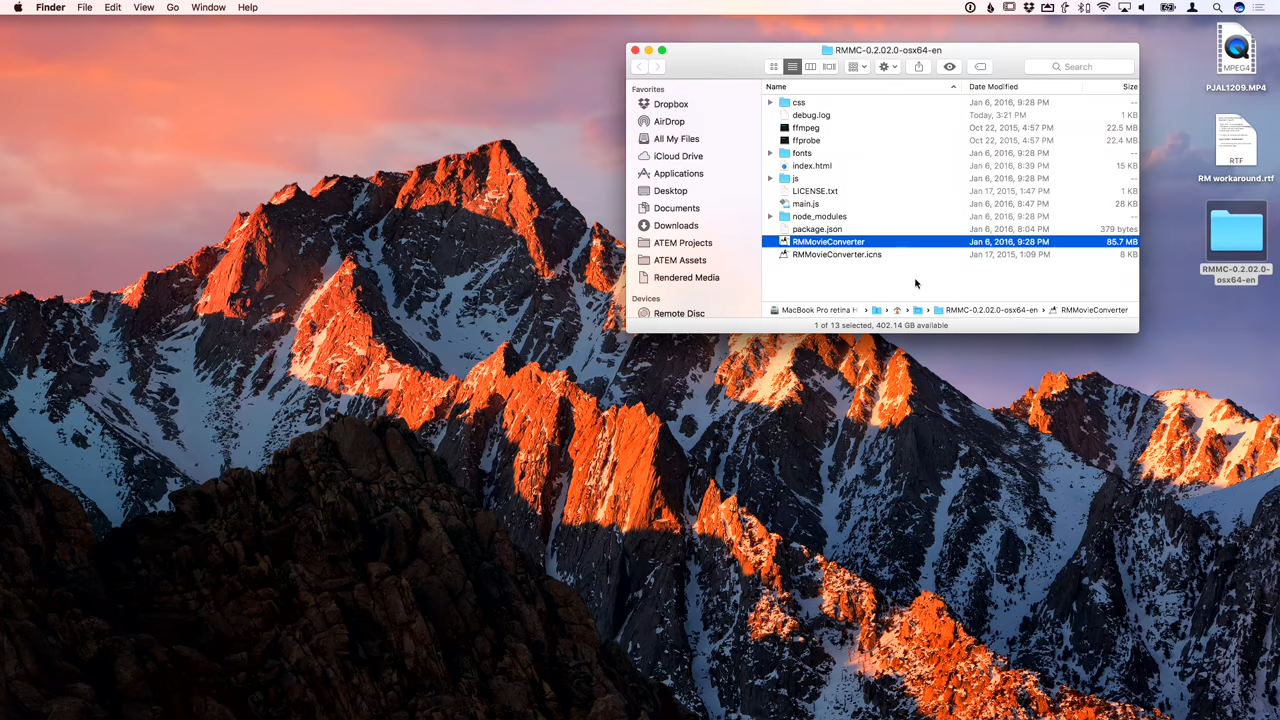 Finder File Edit View Go Window Help
RMMC-0.2.02.0-osx64-en
Search
Favorites
Dropbox
AirDrop
All My Files
iCloud Drive
Applications
Desktop
Documents
Downloads
ATEM Projects
ATEM Assets
Rendered Media
Devices
Remote Disc
Name Date Modified Size
css Jan 6, 2016, 9:28 PM --
debug.log Today, 3:21 PM 1 KB
ffmpeg Oct 22, 2015, 4:57 PM 22.5 MB
ffprobe Oct 22, 2015, 4:57 PM 22.4 MB
fonts Jan 6, 2016, 9:28 PM --
index.html Jan 6, 2016, 8:39 PM 15 KB
js Jan 6, 2016, 9:28 PM --
LICENSE.txt Jan 17, 2015, 1:47 PM 1 KB
main.js Jan 6, 2016, 8:47 PM 28 KB
node_modules Jan 6, 2016, 9:28 PM --
package.json Jan 6, 2016, 8:04 PM 379 bytes
RMMovieConverter Jan 6, 2016, 9:28 PM 85.7 MB
RMMovieConverter.icns Jan 17, 2015, 1:09 PM 8 KB
MacBook Pro retina H › › › › RMMC-0.2.02.0-osx64-en › RMMovieConverter
1 of 13 selected, 402.14 GB available
MPEG4
PJAL1209.MP4
RTF
RM workaround.rtf
RMMC-0.2.02.0-
osx64-en